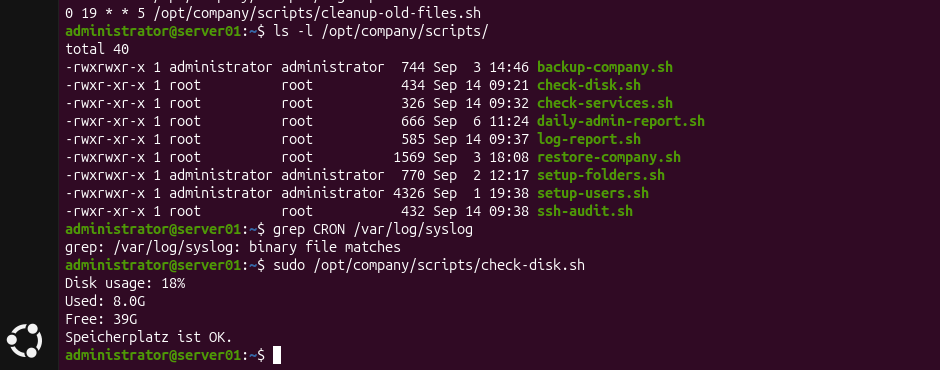 0 19 * * 5 /opt/company/scripts/cleanup-old-files.sh
administrator@server01:~$ ls -l /opt/company/scripts/
total 40
-rwxrwxr-x 1 administrator administrator  744 Sep  3 14:46 backup-company.sh
-rwxr-xr-x 1 root          root           434 Sep 14 09:21 check-disk.sh
-rwxr-xr-x 1 root          root           326 Sep 14 09:32 check-services.sh
-rwxrwxr-x 1 root          root           666 Sep  6 11:24 daily-admin-report.sh
-rwxr-xr-x 1 root          root           585 Sep 14 09:37 log-report.sh
-rwxrwxr-x 1 root          root          1569 Sep  3 18:08 restore-company.sh
-rwxrwxr-x 1 administrator administrator  770 Sep  2 12:17 setup-folders.sh
-rwxrwxr-x 1 administrator administrator 4326 Sep  1 19:38 setup-users.sh
-rwxr-xr-x 1 root          root           432 Sep 14 09:38 ssh-audit.sh
administrator@server01:~$ grep CRON /var/log/syslog
grep: /var/log/syslog: binary file matches
administrator@server01:~$ sudo /opt/company/scripts/check-disk.sh
Disk usage: 18%
Used: 8.0G
Free: 39G
Speicherplatz ist OK.
administrator@server01:~$